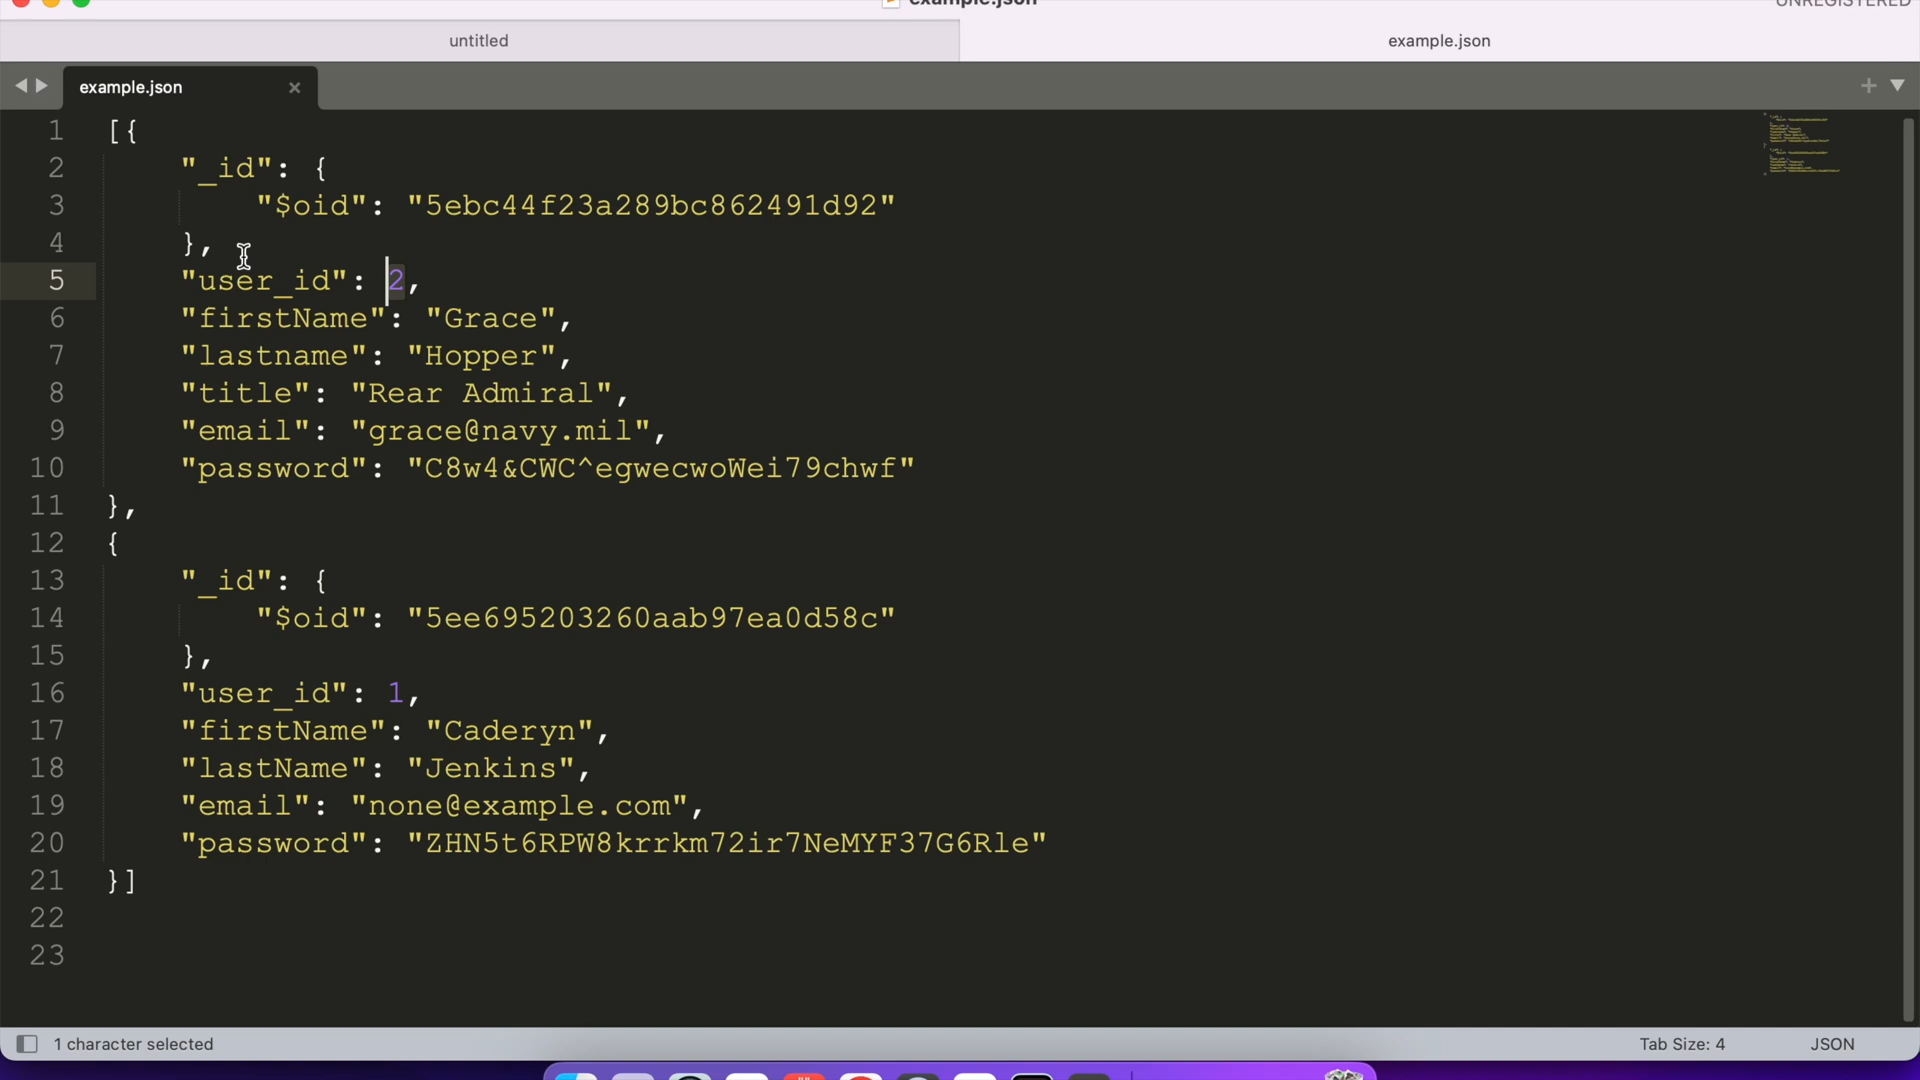 example.json
UNREGISTERED
untitled
example.json
example.json
1 [{
2 "_id": {
3 "$oid": "5ebc44f23a289bc862491d92"
4 },
5 "user_id": 2,
6 "firstName": "Grace",
7 "lastname": "Hopper",
8 "title": "Rear Admiral",
9 "email": "grace@navy.mil",
10 "password": "C8w4&CWC^egwecwoWei79chwf"
11 },
12 {
13 "_id": {
14 "$oid": "5ee695203260aab97ea0d58c"
15 },
16 "user_id": 1,
17 "firstName": "Caderyn",
18 "lastName": "Jenkins",
19 "email": "none@example.com",
20 "password": "ZHN5t6RPW8krrkm72ir7NeMYF37G6Rle"
21 }]
22
23
1 character selected
Tab Size: 4
JSON